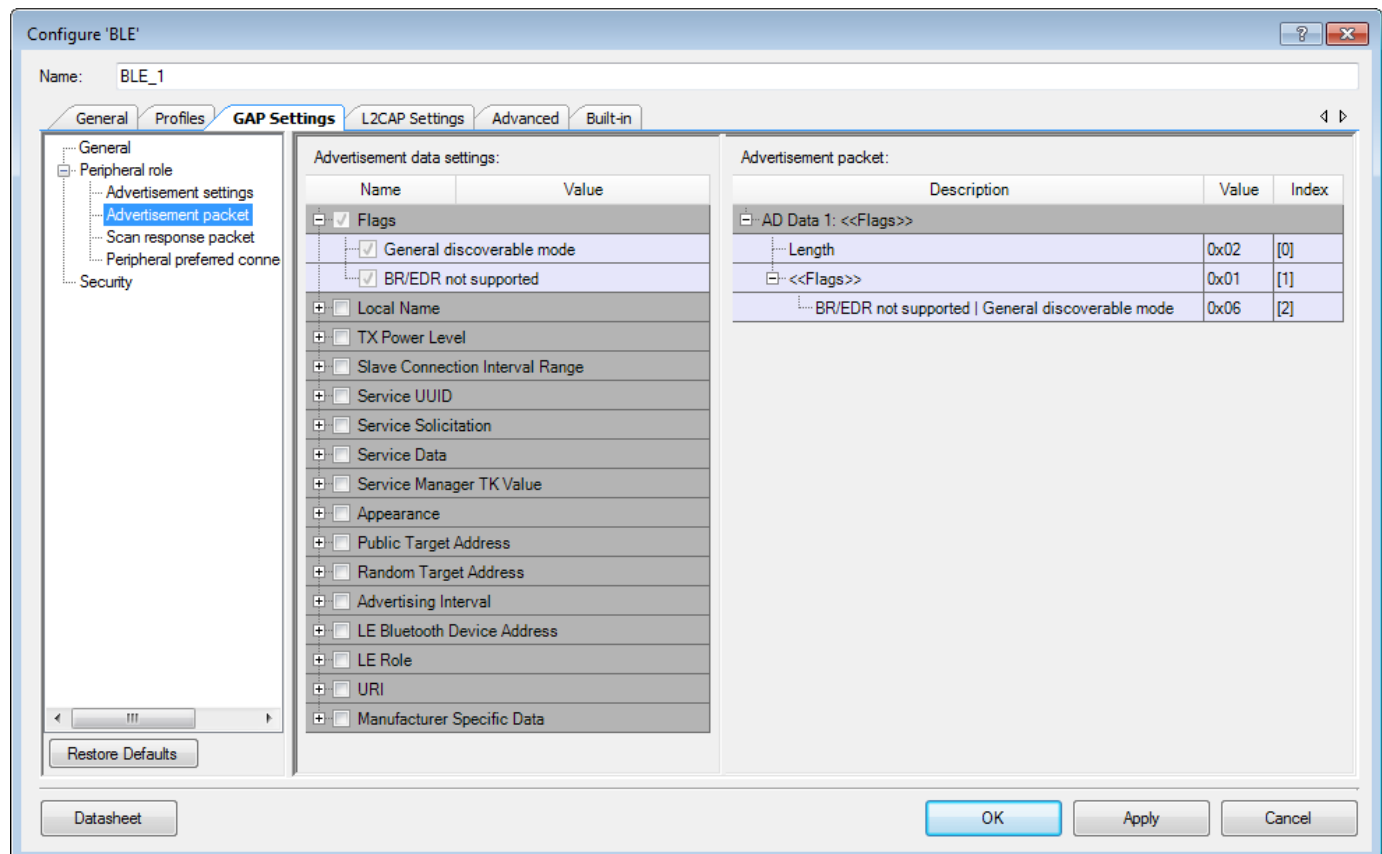 Configure 'BLE'
Name: BLE_1
General Profiles GAP Settings L2CAP Settings Advanced Built-in
General
Peripheral role
Advertisement settings
Advertisement packet
Scan response packet
Peripheral preferred conne
Security
Restore Defaults
Advertisement data settings:
Name Value
Flags
General discoverable mode
BR/EDR not supported
Local Name
TX Power Level
Slave Connection Interval Range
Service UUID
Service Solicitation
Service Data
Service Manager TK Value
Appearance
Public Target Address
Random Target Address
Advertising Interval
LE Bluetooth Device Address
LE Role
URI
Manufacturer Specific Data
Advertisement packet:
Description Value Index
AD Data 1: <<Flags>>
Length 0x02 [0]
<<Flags>> 0x01 [1]
BR/EDR not supported | General discoverable mode 0x06 [2]
Datasheet OK Apply Cancel